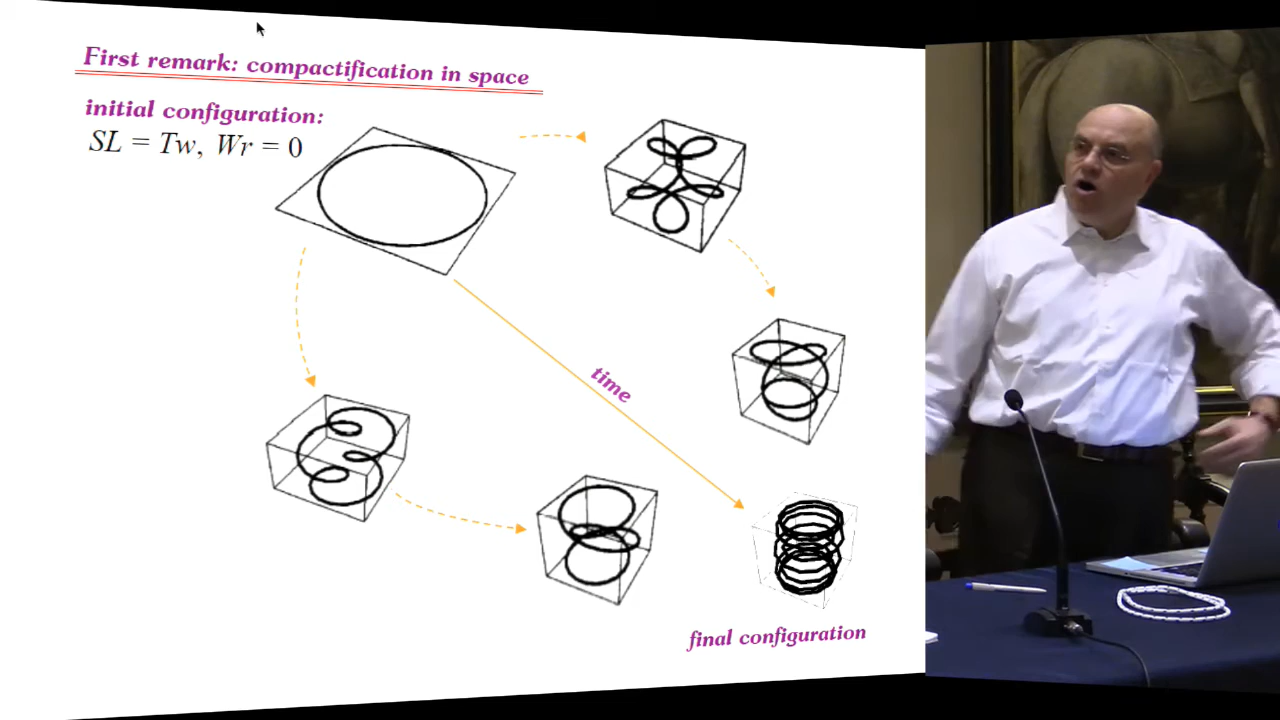 First remark: compactification in space
initial configuration:
SL = Tw, Wr = 0
time
final configuration